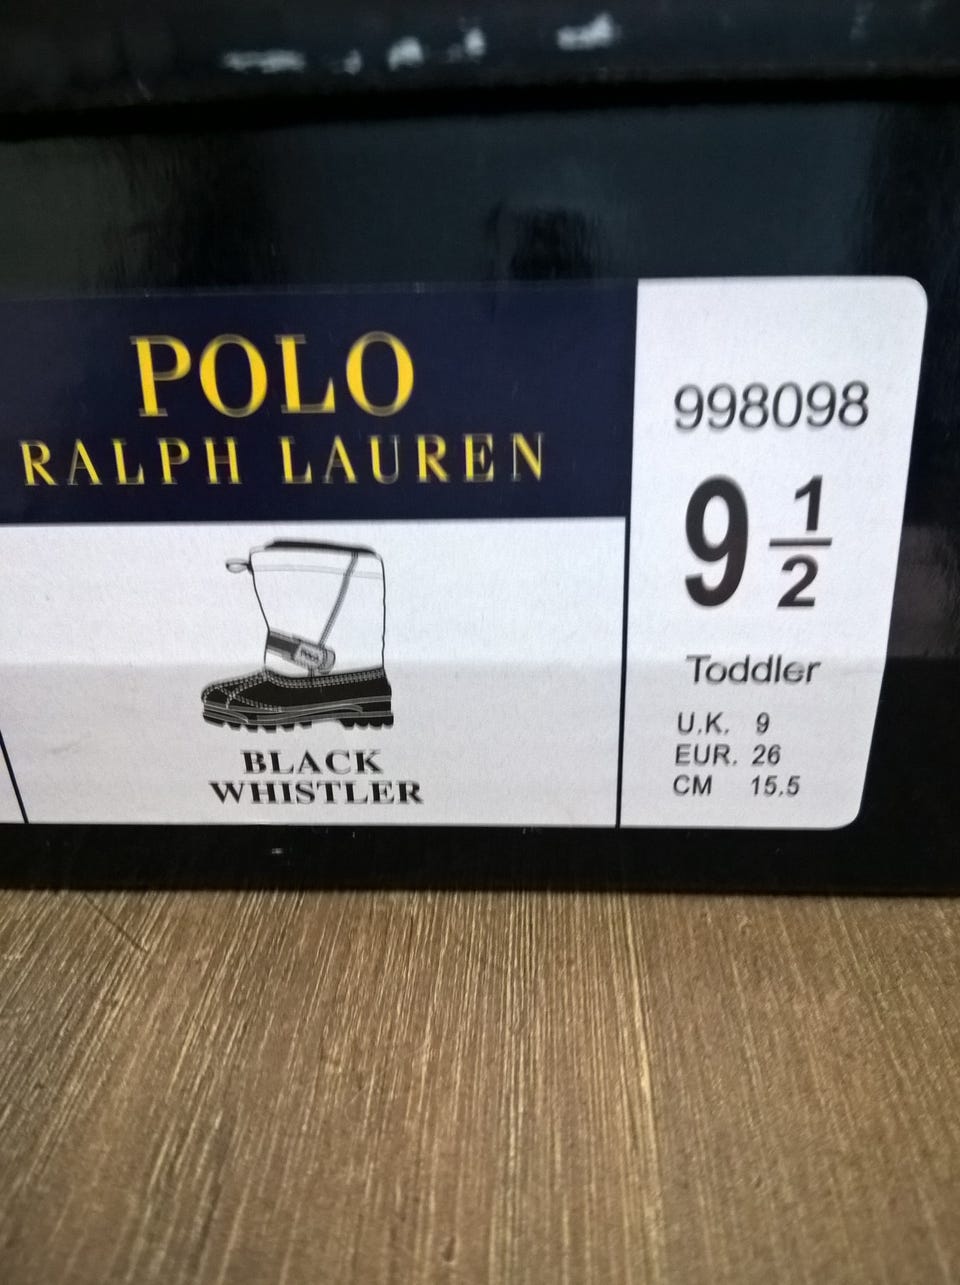 POLO
RALPH LAUREN
BLACK
WHISTLER
998098
9 1/2
Toddler
U.K. 9
EUR. 26
CM 15.5